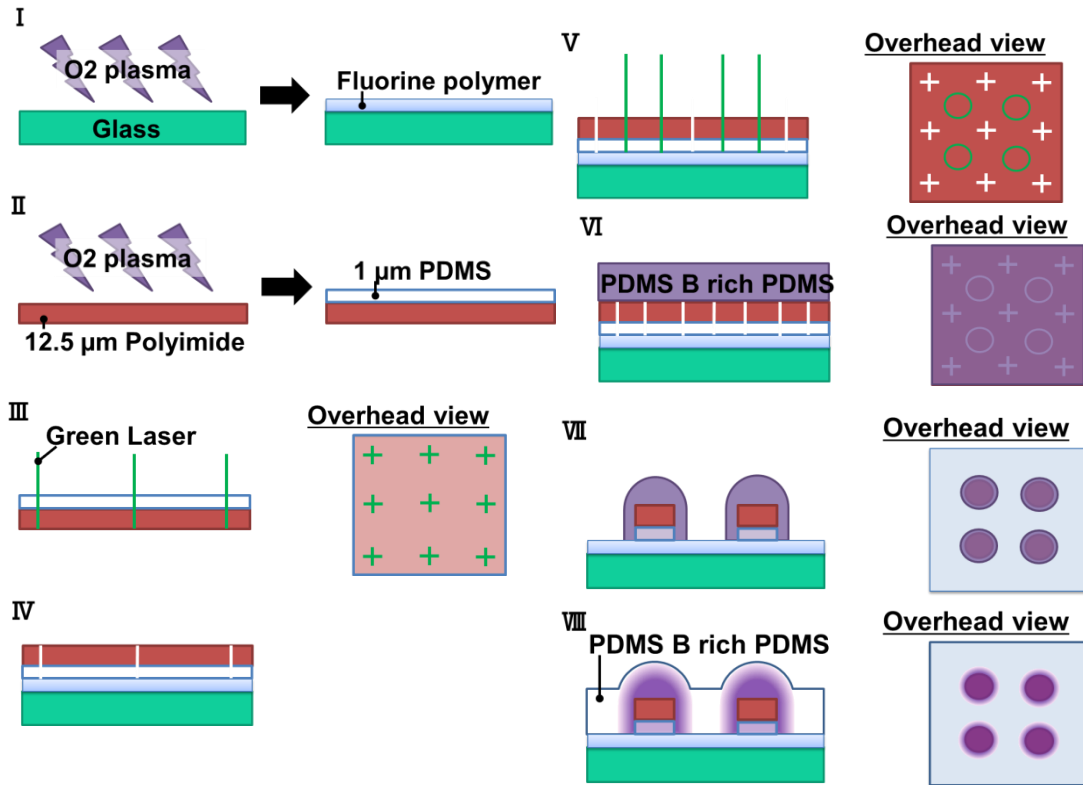 Ⅰ
O2 plasma
Glass
Fluorine polymer
Ⅱ
O2 plasma
12.5 µm Polyimide
1 µm PDMS
Ⅲ
Green Laser
Overhead view
Ⅳ
Ⅴ
Overhead view
Ⅵ
PDMS B rich PDMS
Overhead view
Ⅶ
Overhead view
Ⅷ
PDMS B rich PDMS
Overhead view